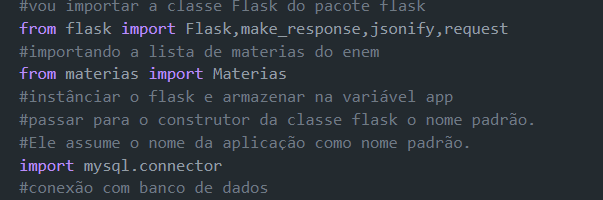 #vou importar a classe Flask do pacote flask
from flask import Flask,make_response,jsonify,request
#importando a lista de materias do enem
from materias import Materias
#instânciar o flask e armazenar na variável app
#passar para o construtor da classe flask o nome padrão.
#Ele assume o nome da aplicação como nome padrão.
import mysql.connector
#conexão com banco de dados